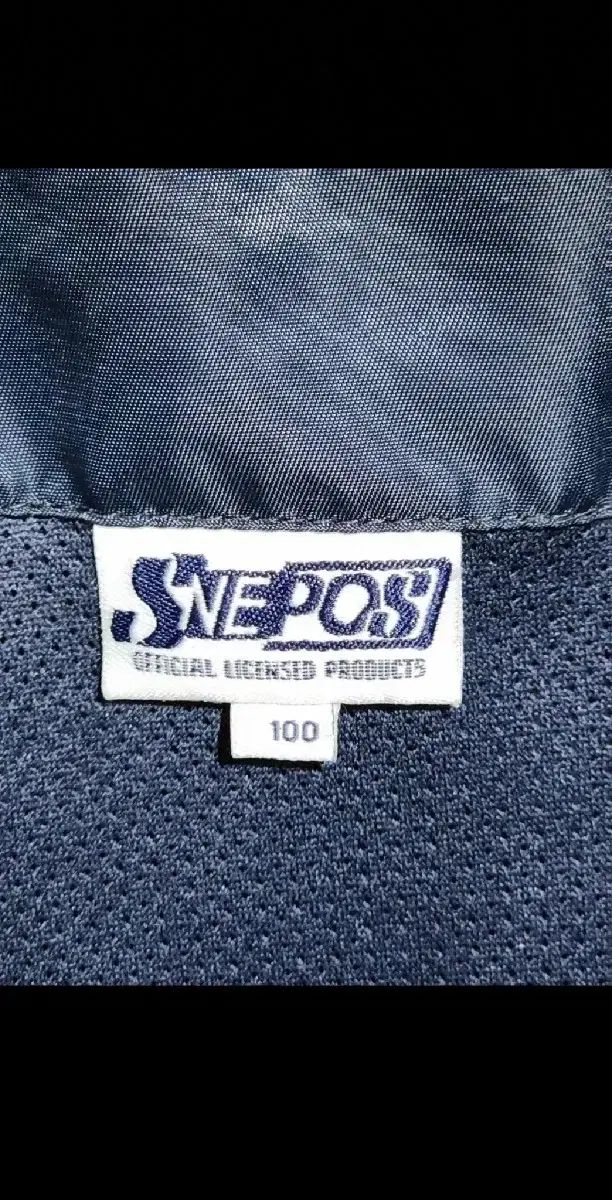 SNEPOS
OFFICIAL LICENSED PRODUCTS
100